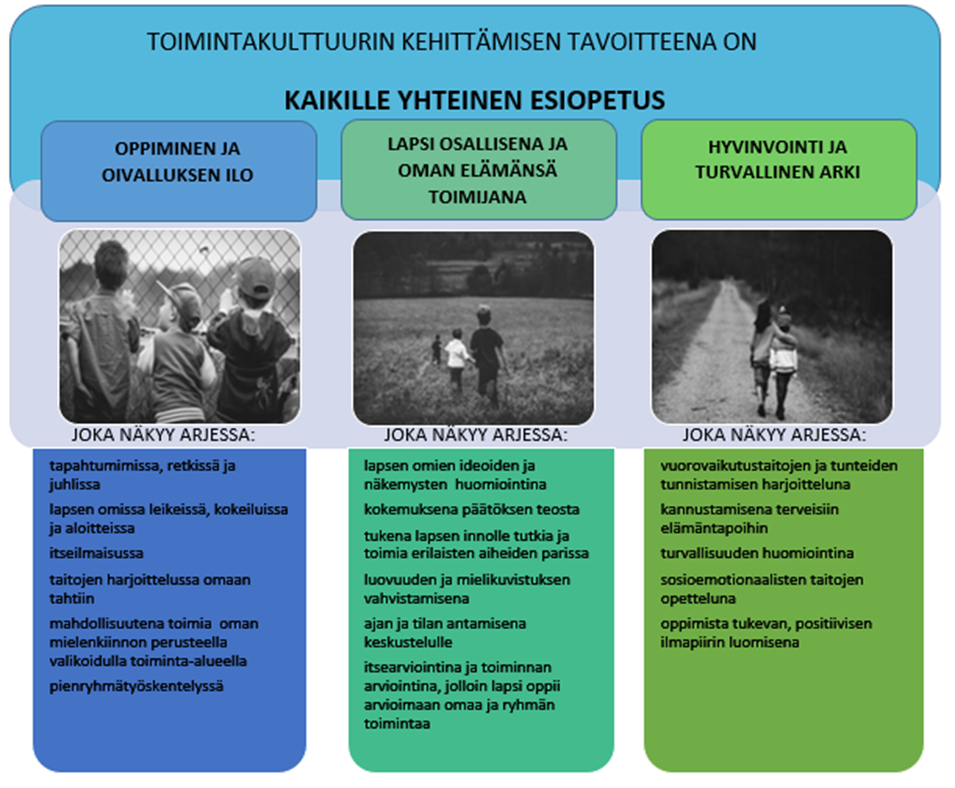 TOIMINTAKULTTUURIN KEHITTÄMISEN TAVOITTEENA ON
KAIKILLE YHTEINEN ESIOPETUS
OPPIMINEN JA
OIVALLUKSEN ILO
JOKA NÄKYY ARJESSA:
tapahtumimissa, retkissä ja
juhlissa
lapsen omissa leikeissä, kokeiluissa
ja aloitteissa
itseilmaisussa
taitojen harjoittelussa omaan
tahtiin
mahdollisuutena toimia oman
mielenkiinnon perusteella
valikoidulla toiminta-alueella
pienryhmätyöskentelyssä
LAPSI OSALLISENA JA
OMAN ELÄMÄNSÄ
TOIMIJANA
JOKA NÄKYY ARJESSA:
lapsen omien ideoiden ja
näkemysten huomiointina
kokemuksena päätöksen teosta
tukena lapsen innolle tutkia ja
toimia erilaisten aiheiden parissa
luovuuden ja mielikuvistuksen
vahvistamisena
ajan ja tilan antamisena
keskustelulle
itsearviointina ja toiminnan
arviointina, jolloin lapsi oppii
arvioimaan omaa ja ryhmän
toimintaa
HYVINVOINTI JA
TURVALLINEN ARKI
JOKA NÄKYY ARJESSA:
vuorovaikutustaitojen ja tunteiden
tunnistamisen harjoitteluna
kannustamisena terveisiin
elämäntapoihin
turvallisuuden huomiointina
sosioemotionaalisten taitojen
opetteluna
oppimista tukevan, positiivisen
ilmapiirin luomisena